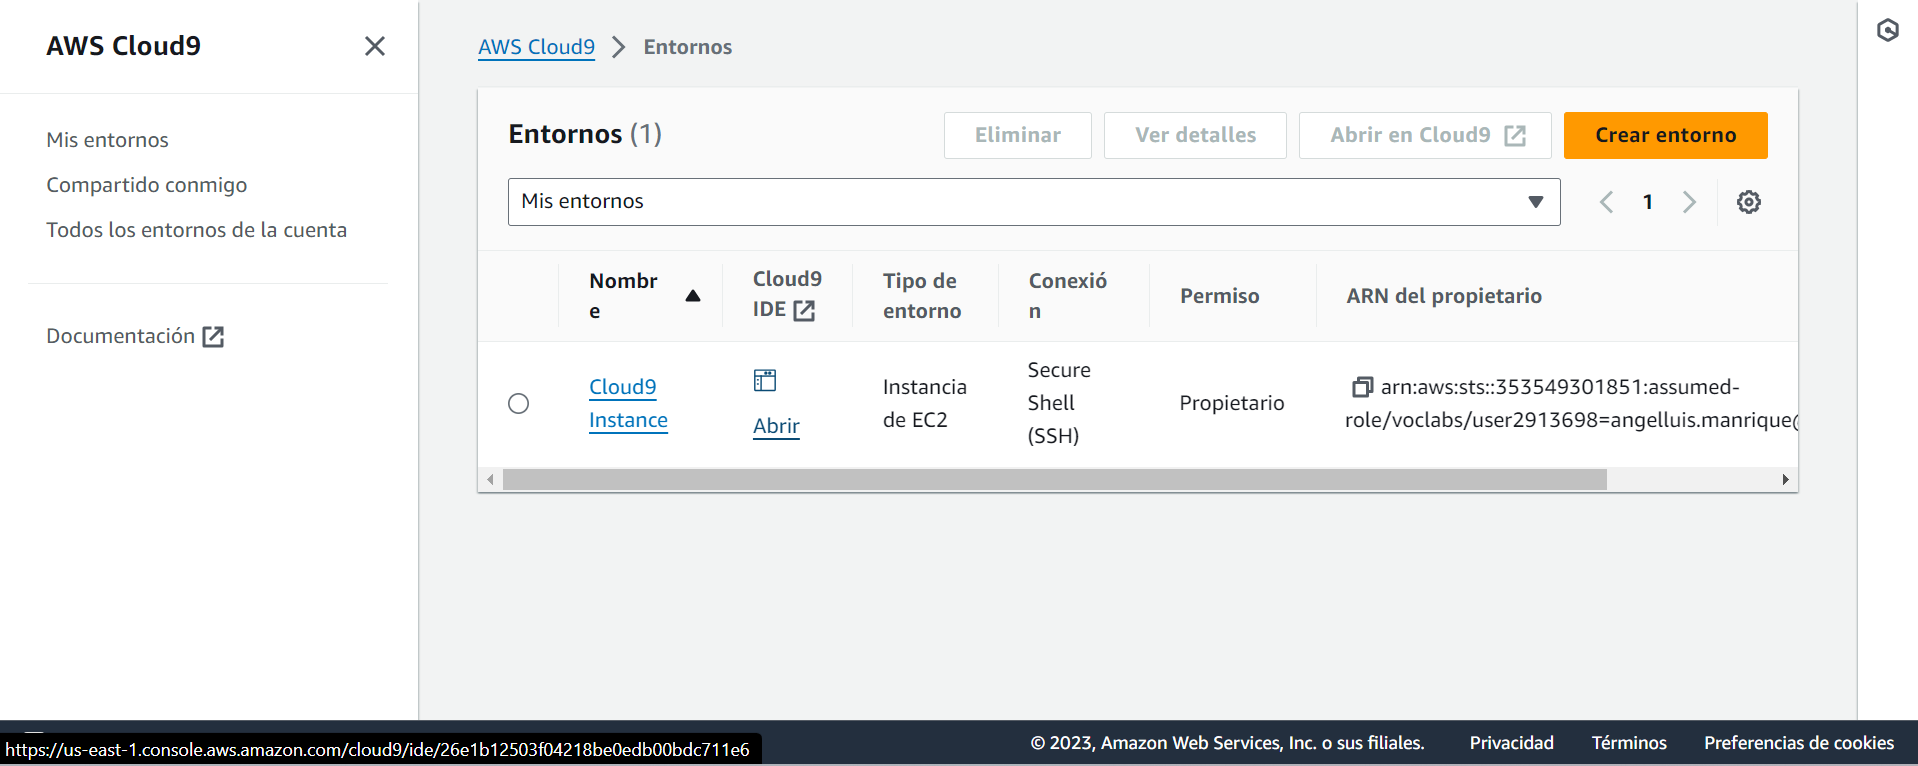 AWS Cloud9
Mis entornos
Compartido conmigo
Todos los entornos de la cuenta
Documentación
AWS Cloud9 > Entornos
Entornos (1)
Eliminar
Ver detalles
Abrir en Cloud9
Crear entorno
Mis entornos
1
Nombr
e
Cloud9
IDE
Tipo de
entorno
Conexió
n
Permiso
ARN del propietario
Cloud9
Instance
Abrir
Instancia
de EC2
Secure
Shell
(SSH)
Propietario
arn:aws:sts::353549301851:assumed-
role/voclabs/user2913698=angelluis.manrique@
https://us-east-1.console.aws.amazon.com/cloud9/ide/26e1b12503f04218be0edb00bdc711e6
© 2023, Amazon Web Services, Inc. o sus filiales.
Privacidad
Términos
Preferencias de cookies